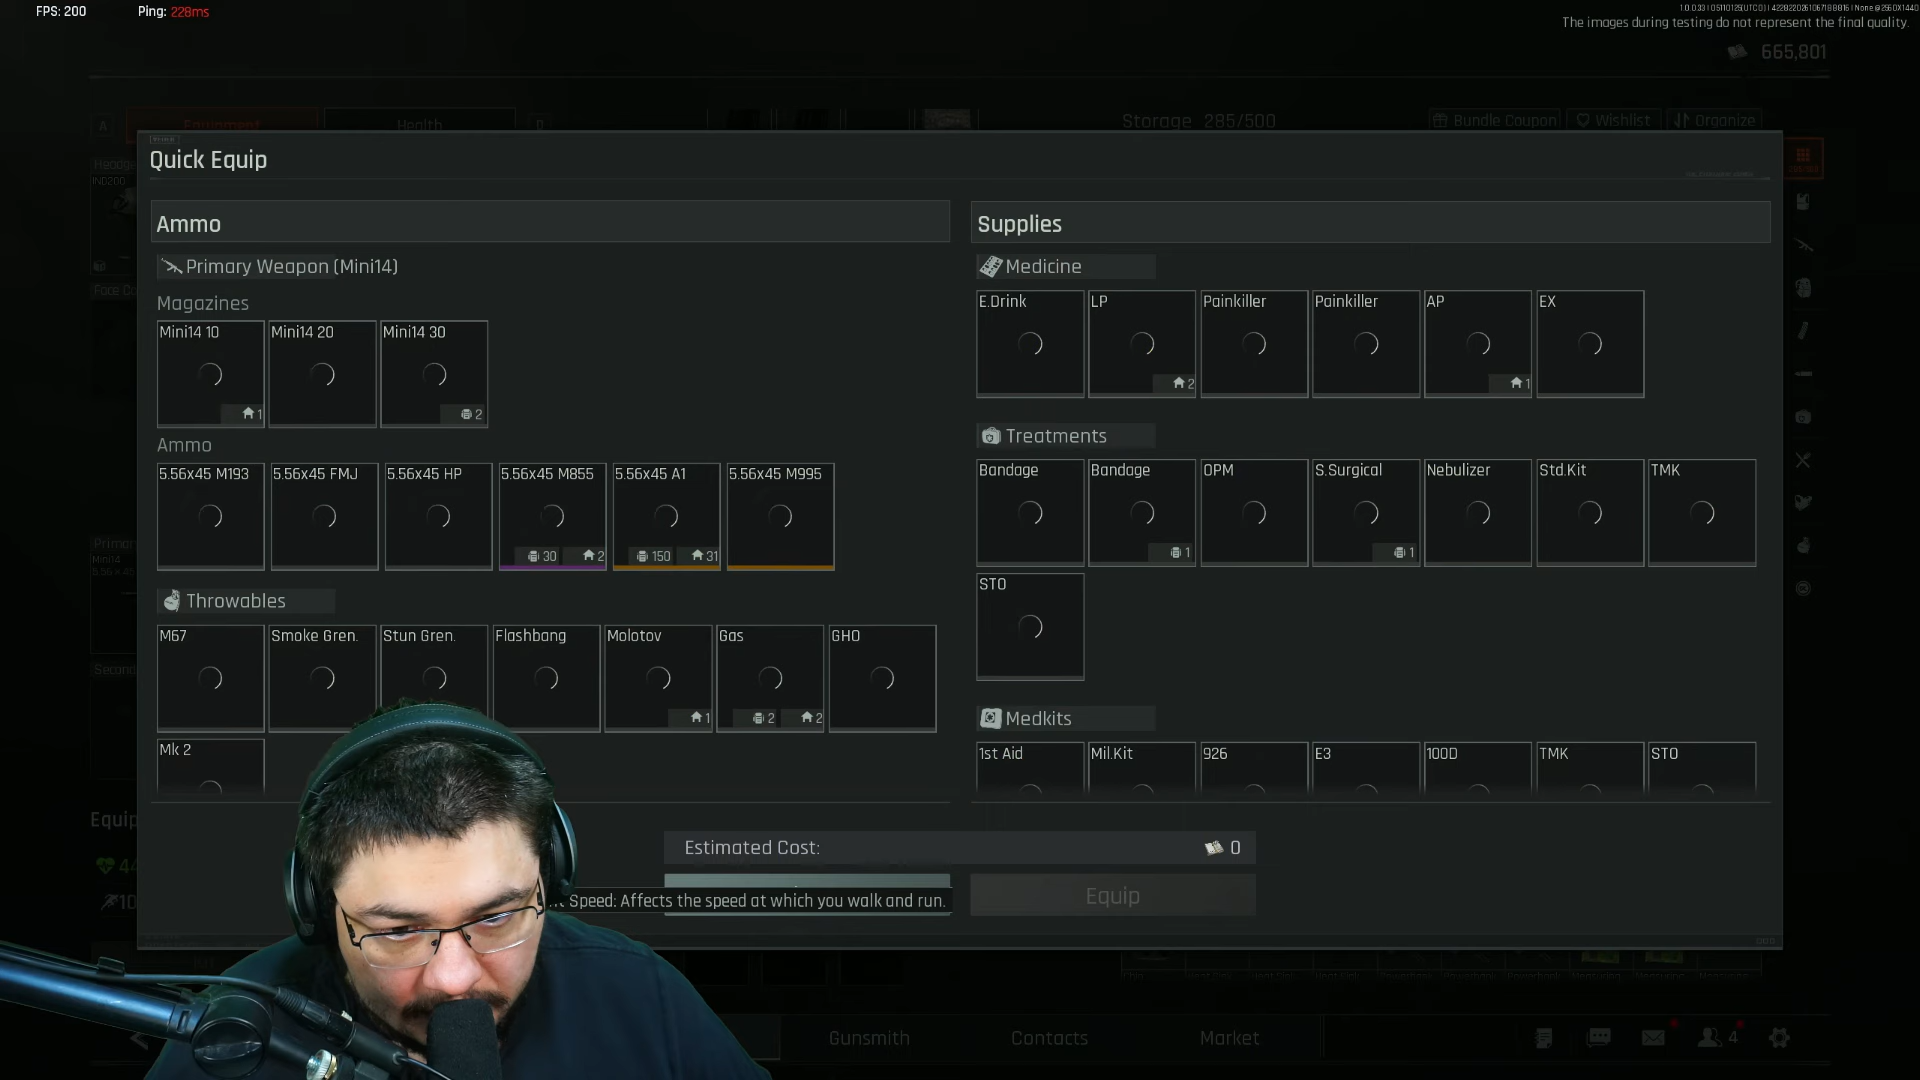 FPS: 200
Ping: 228ms
The images during testing do not represent the final quality.
665,801
A
Equipment
Health
D
Storage 285/500
Bundle Coupon
Wishlist
Organize
Quick Equip
Ammo
Primary Weapon (Mini14)
Magazines
Mini14 10
Mini14 20
Mini14 30
1
2
Ammo
5.56x45 M193
5.56x45 FMJ
5.56x45 HP
5.56x45 M855
5.56x45 A1
5.56x45 M995
30
2
150
31
Throwables
M67
Smoke Gren.
Stun Gren.
Flashbang
Molotov
Gas
GHO
1
2
2
Mk 2
Supplies
Medicine
E.Drink
LP
Painkiller
Painkiller
AP
EX
2
1
Treatments
Bandage
Bandage
OPM
S.Surgical
Nebulizer
Std.Kit
TMK
1
1
STO
Medkits
1st Aid
Mil.Kit
926
E3
100D
TMK
STO
Estimated Cost:
0
Speed: Affects the speed at which you walk and run.
Equip
Gunsmith
Contacts
Market
4